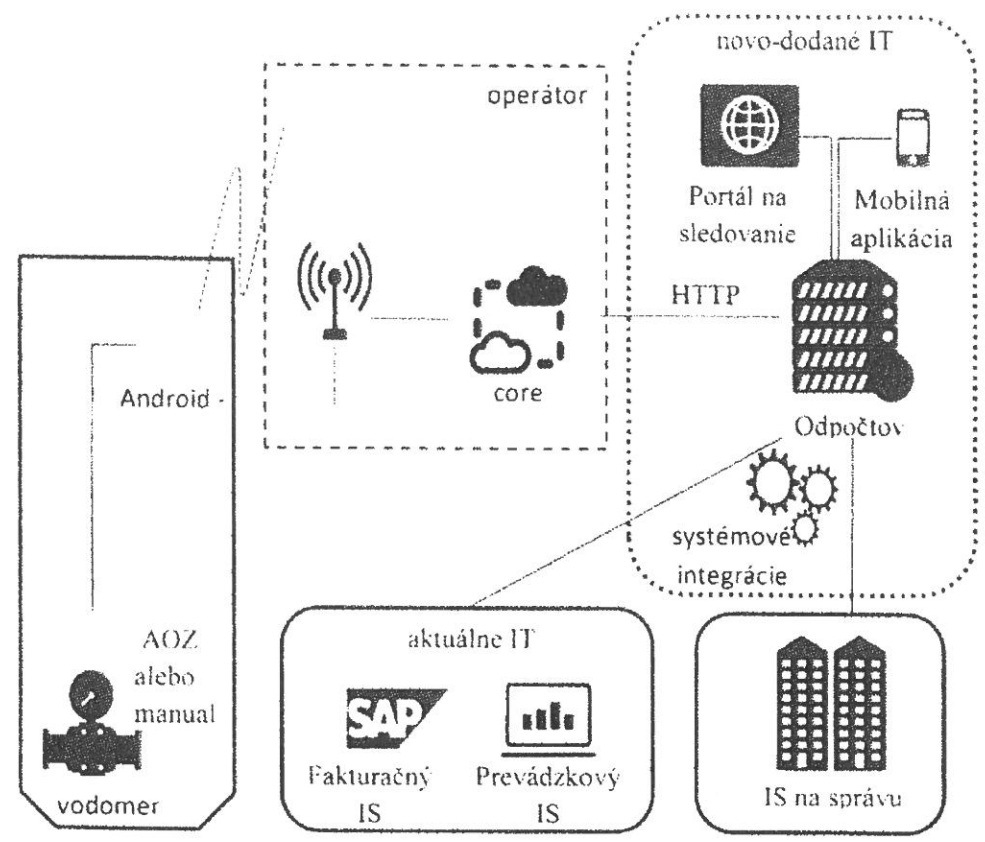 novo-dodané IT
operátor
Portál na
sledovanie
Mobilná
aplikácia
HTTP
core
Android -
Odpočtov
systémové
integrácie
AOZ
alebo
manual
vodomer
aktuálne IT
SAP
Fakturačný
IS
Prevádzkový
IS
IS na správu